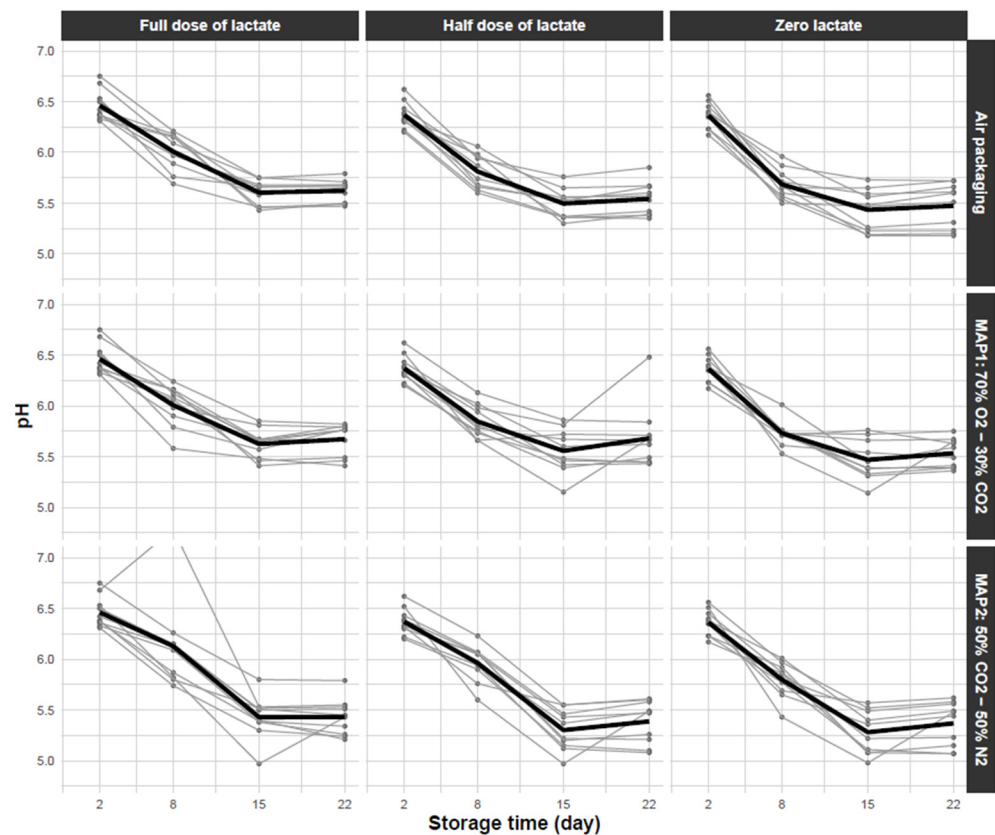 Full dose of lactate
Half dose of lactate
Zero lactate
7.0
6.5
6.0
5.5
5.0
Air packaging
7.0
6.5
6.0
5.5
5.0
MAP1: 70% O2 – 30% CO2
pH
7.0
6.5
6.0
5.5
5.0
MAP2: 50% CO2 – 50% N2
2 8 15 22
2 8 15 22
2 8 15 22
Storage time (day)